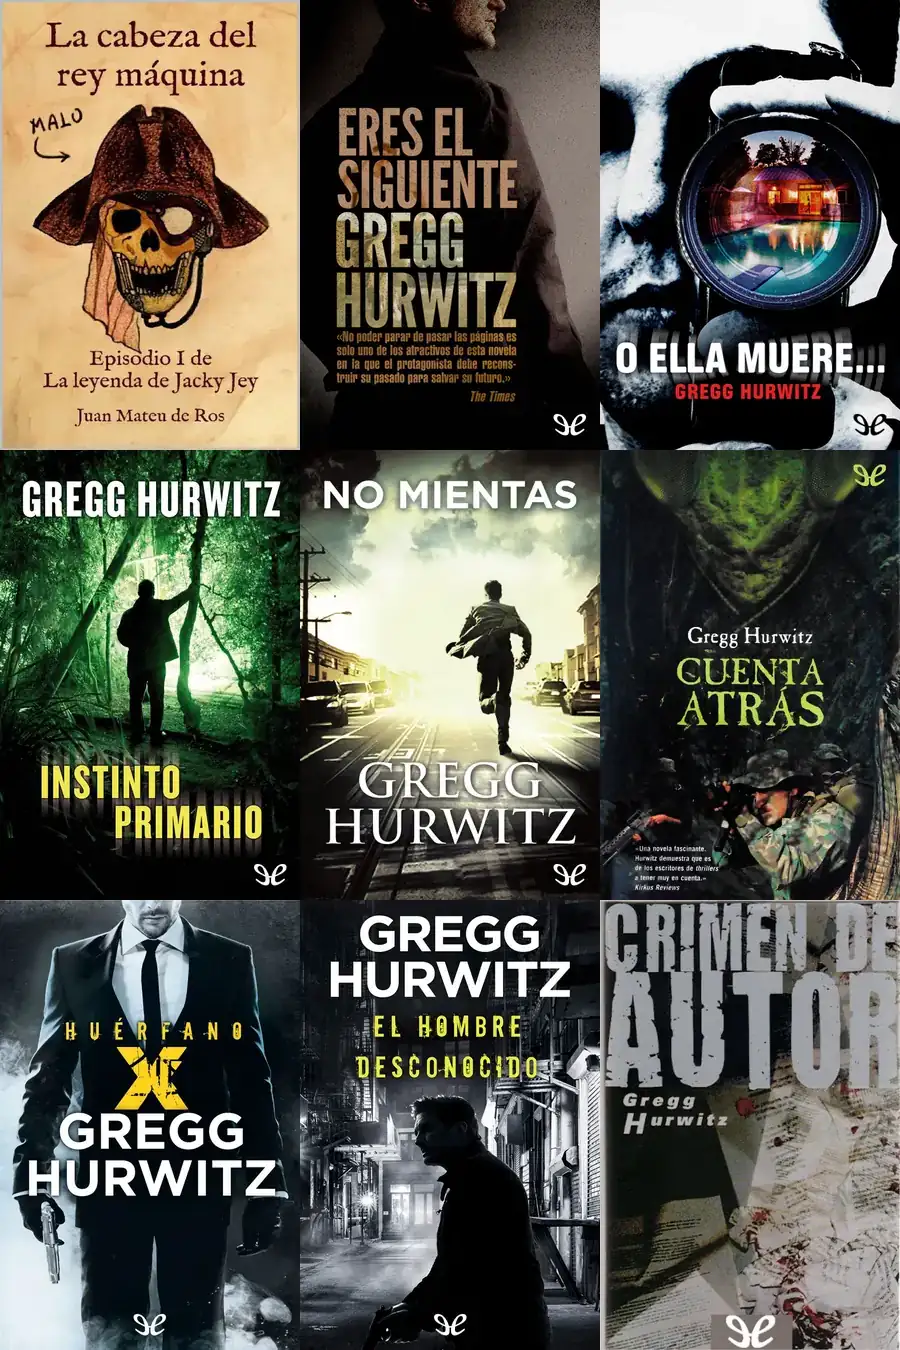 La cabeza del
rey máquina
MALO
Episodio I de
La leyenda de Jacky Jey
Juan Mateu de Ros
ERES EL
SIGUIENTE
GREGG
HURWITZ
«No poder parar de pasar las páginas es
solo uno de los atractivos de esta novela
en la que el protagonista debe recons-
truir su pasado para salvar su futuro.»
The Times
O ELLA MUERE...
GREGG HURWITZ
GREGG HURWITZ
INSTINTO
PRIMARIO
NO MIENTAS
GREGG
HURWITZ
Gregg Hurwitz
CUENTA
ATRÁS
«Una novela fascinante.
Hurwitz demuestra que es
de los escritores de thrillers
a tener muy en cuenta.»
Kirkus Reviews
HUÉRFANO
X
GREGG
HURWITZ
GREGG
HURWITZ
EL HOMBRE
DESCONOCIDO
CRIMEN DE
AUTOR
Gregg
Hurwitz